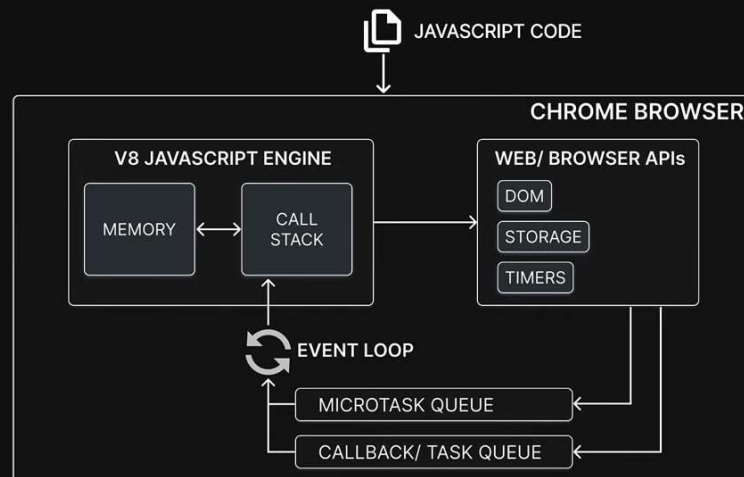 JAVASCRIPT CODE
CHROME BROWSER
V8 JAVASCRIPT ENGINE
MEMORY
CALL
STACK
WEB/ BROWSER APIs
DOM
STORAGE
TIMERS
EVENT LOOP
MICROTASK QUEUE
CALLBACK/ TASK QUEUE